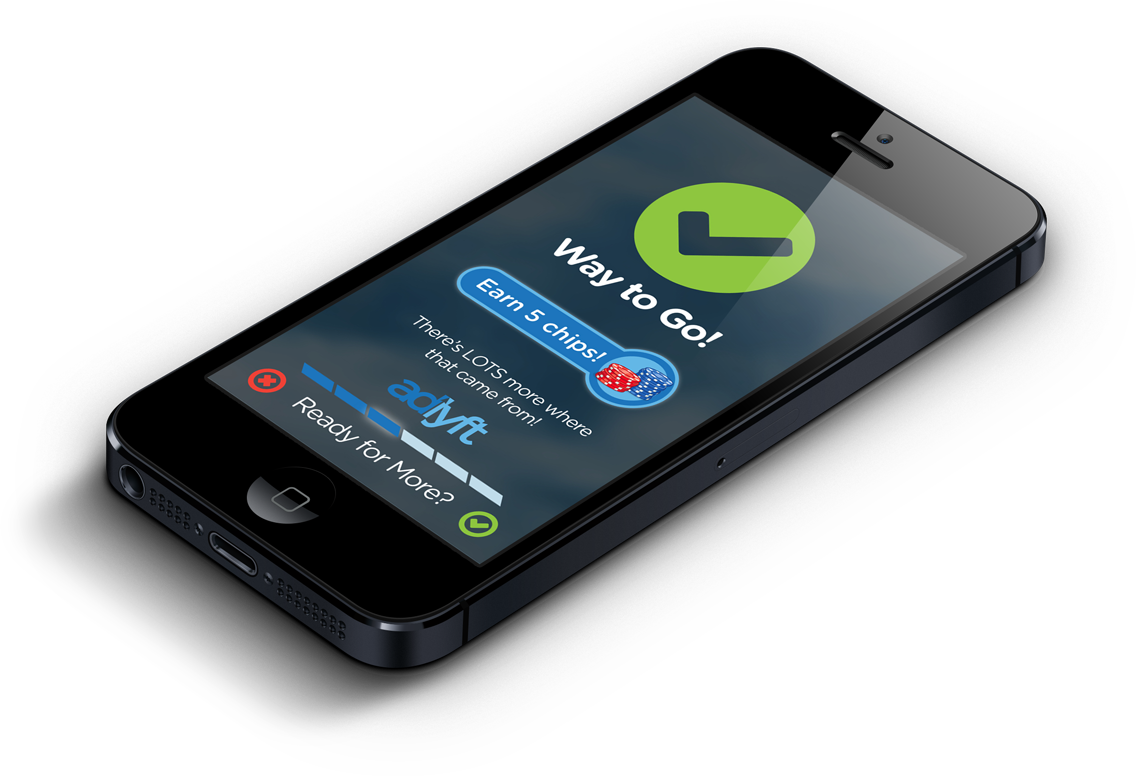 Way to Go!
Earn 5 chips!
There's LOTS more where
that came from!
adlyft
Ready for More?